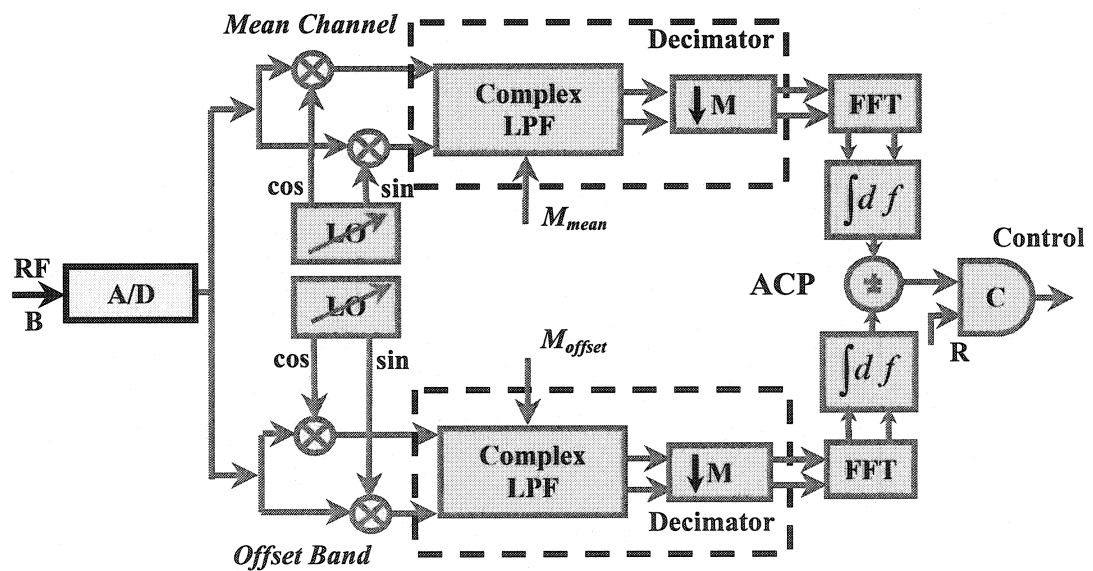 Mean Channel
Decimator
Complex
LPF
↓M
FFT
cos
sin
LO
M_mean
∫d f
Control
RF
B
A/D
ACP
±
C
R
LO
cos
sin
M_offset
∫d f
Complex
LPF
↓M
FFT
Decimator
Offset Band